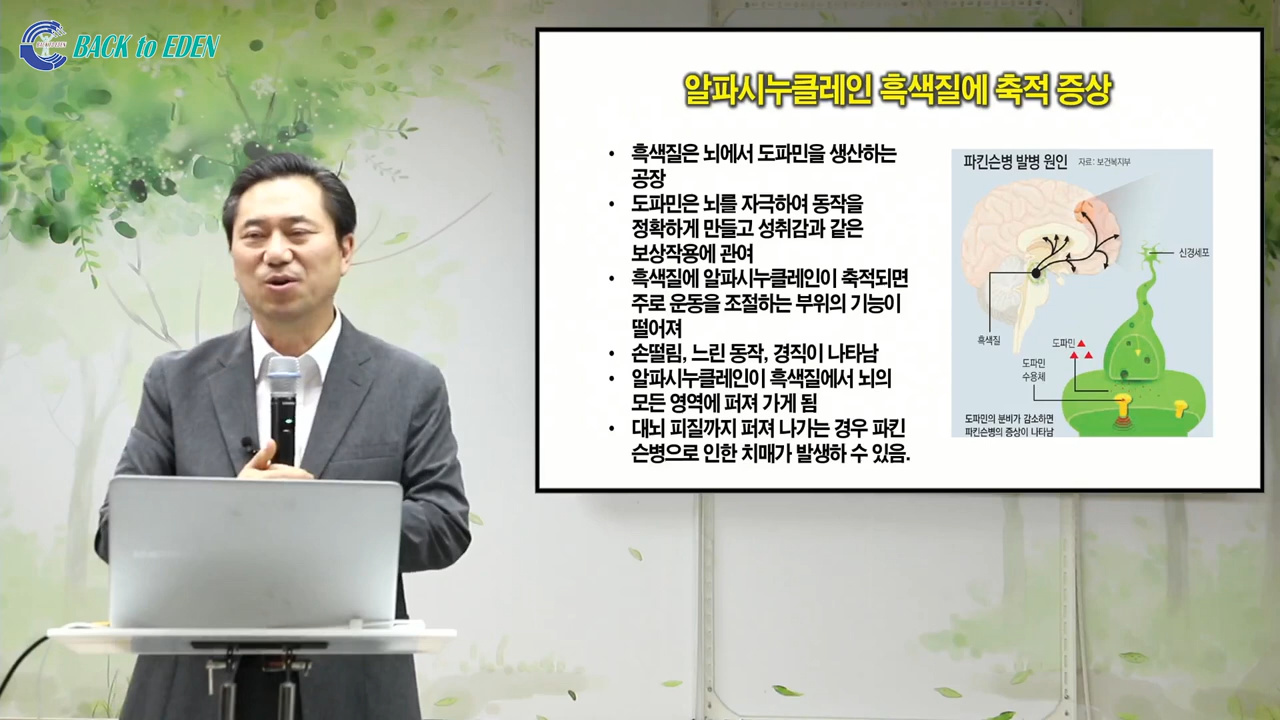 BACK to EDEN
알파시누클레인 흑색질에 축적 증상
• 흑색질은 뇌에서 도파민을 생산하는
공장
• 도파민은 뇌를 자극하여 동작을
정확하게 만들고 성취감과 같은
보상작용에 관여
• 흑색질에 알파시누클레인이 축적되면
주로 운동을 조절하는 부위의 기능이
떨어져
• 손떨림, 느린 동작, 경직이 나타남
• 알파시누클레인이 흑색질에서 뇌의
모든 영역에 퍼져 가게 됨
• 대뇌 피질까지 퍼져 나가는 경우 파킨
슨병으로 인한 치매가 발생하 수 있음.
파킨슨병 발병 원인 자료: 보건복지부
신경세포
흑색질
도파민
도파민
수용체
도파민의 분비가 감소하면
파킨슨병의 증상이 나타남